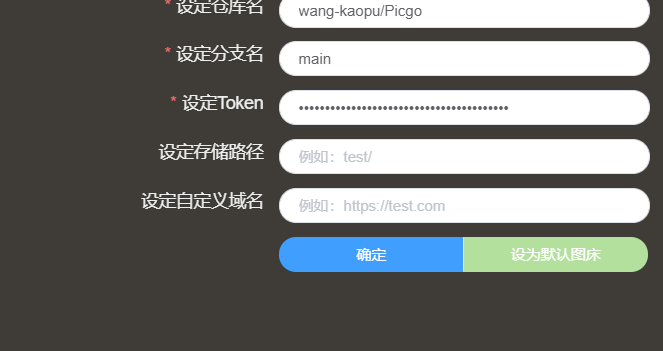 * 设定仓库名 wang-kaopu/Picgo
* 设定分支名 main
* 设定Token ••••••••••••••••••••••••••••••••••••••••
设定存储路径 例如：test/
设定自定义域名 例如：https://test.com
确定 设为默认图床